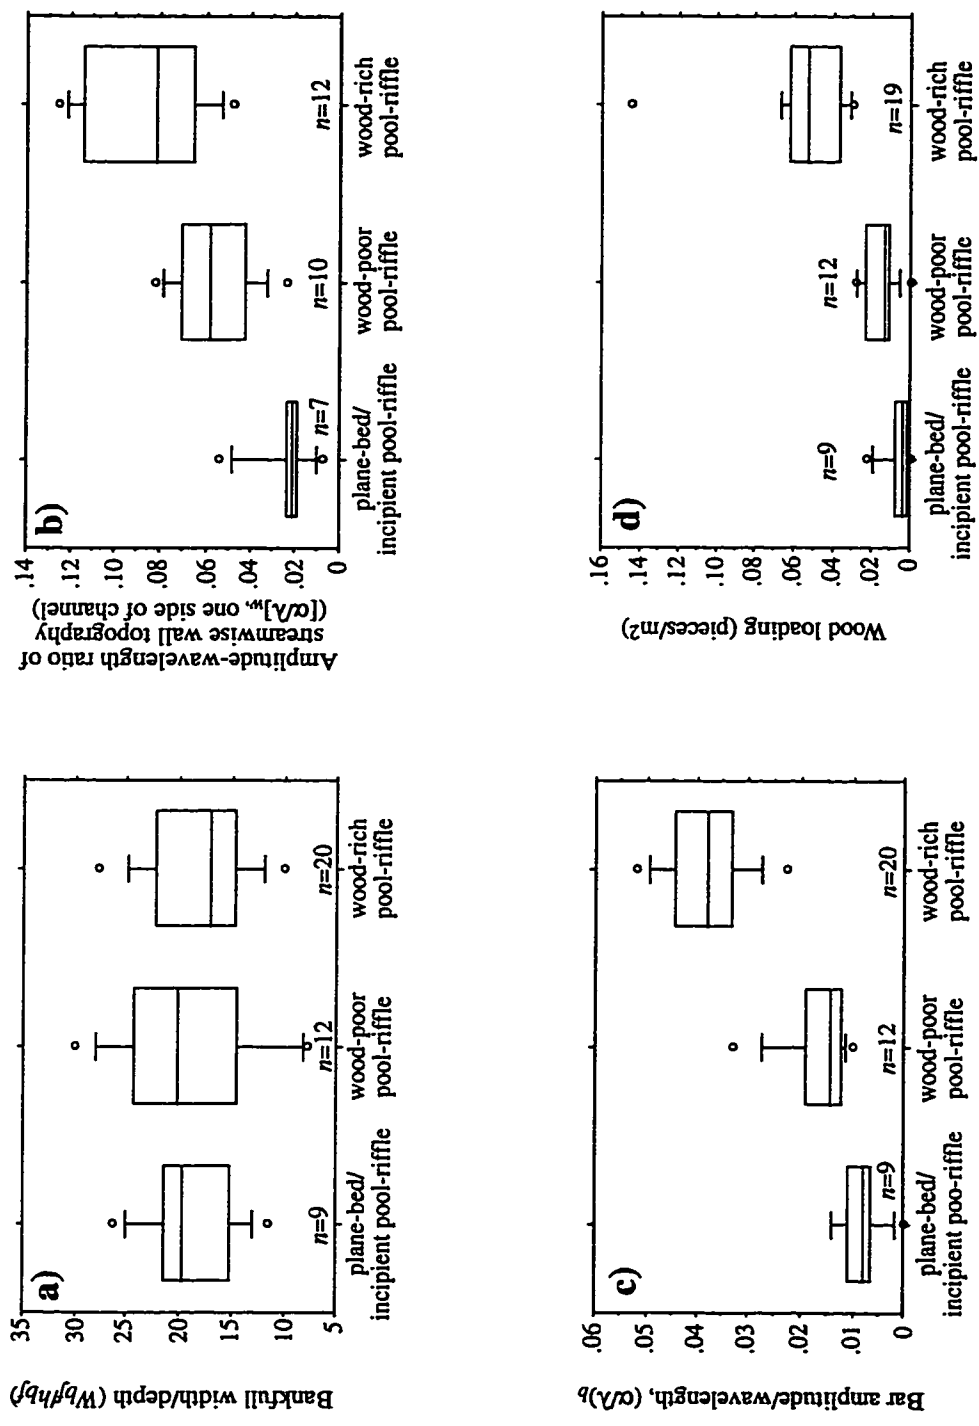 a)
Bankfull width/depth (Wbf/hbf)
35
30
25
20
15
10
5
n=9
n=12
n=20
plane-bed/
incipient pool-riffle
wood-poor
pool-riffle
wood-rich
pool-riffle
b)
Amplitude-wavelength ratio of
streamwise wall topography
([α/λ]w, one side of channel)
.14
.12
.10
.08
.06
.04
.02
0
n=7
n=10
n=12
plane-bed/
incipient pool-riffle
wood-poor
pool-riffle
wood-rich
pool-riffle
c)
Bar amplitude/wavelength, (α/λ)b
.06
.05
.04
.03
.02
.01
0
n=9
n=12
n=20
plane-bed/
incipient poo-riffle
wood-poor
pool-riffle
wood-rich
pool-riffle
d)
Wood loading (pieces/m2)
.16
.14
.12
.10
.08
.06
.04
.02
0
n=9
n=12
n=19
plane-bed/
incipient pool-riffle
wood-poor
pool-riffle
wood-rich
pool-riffle